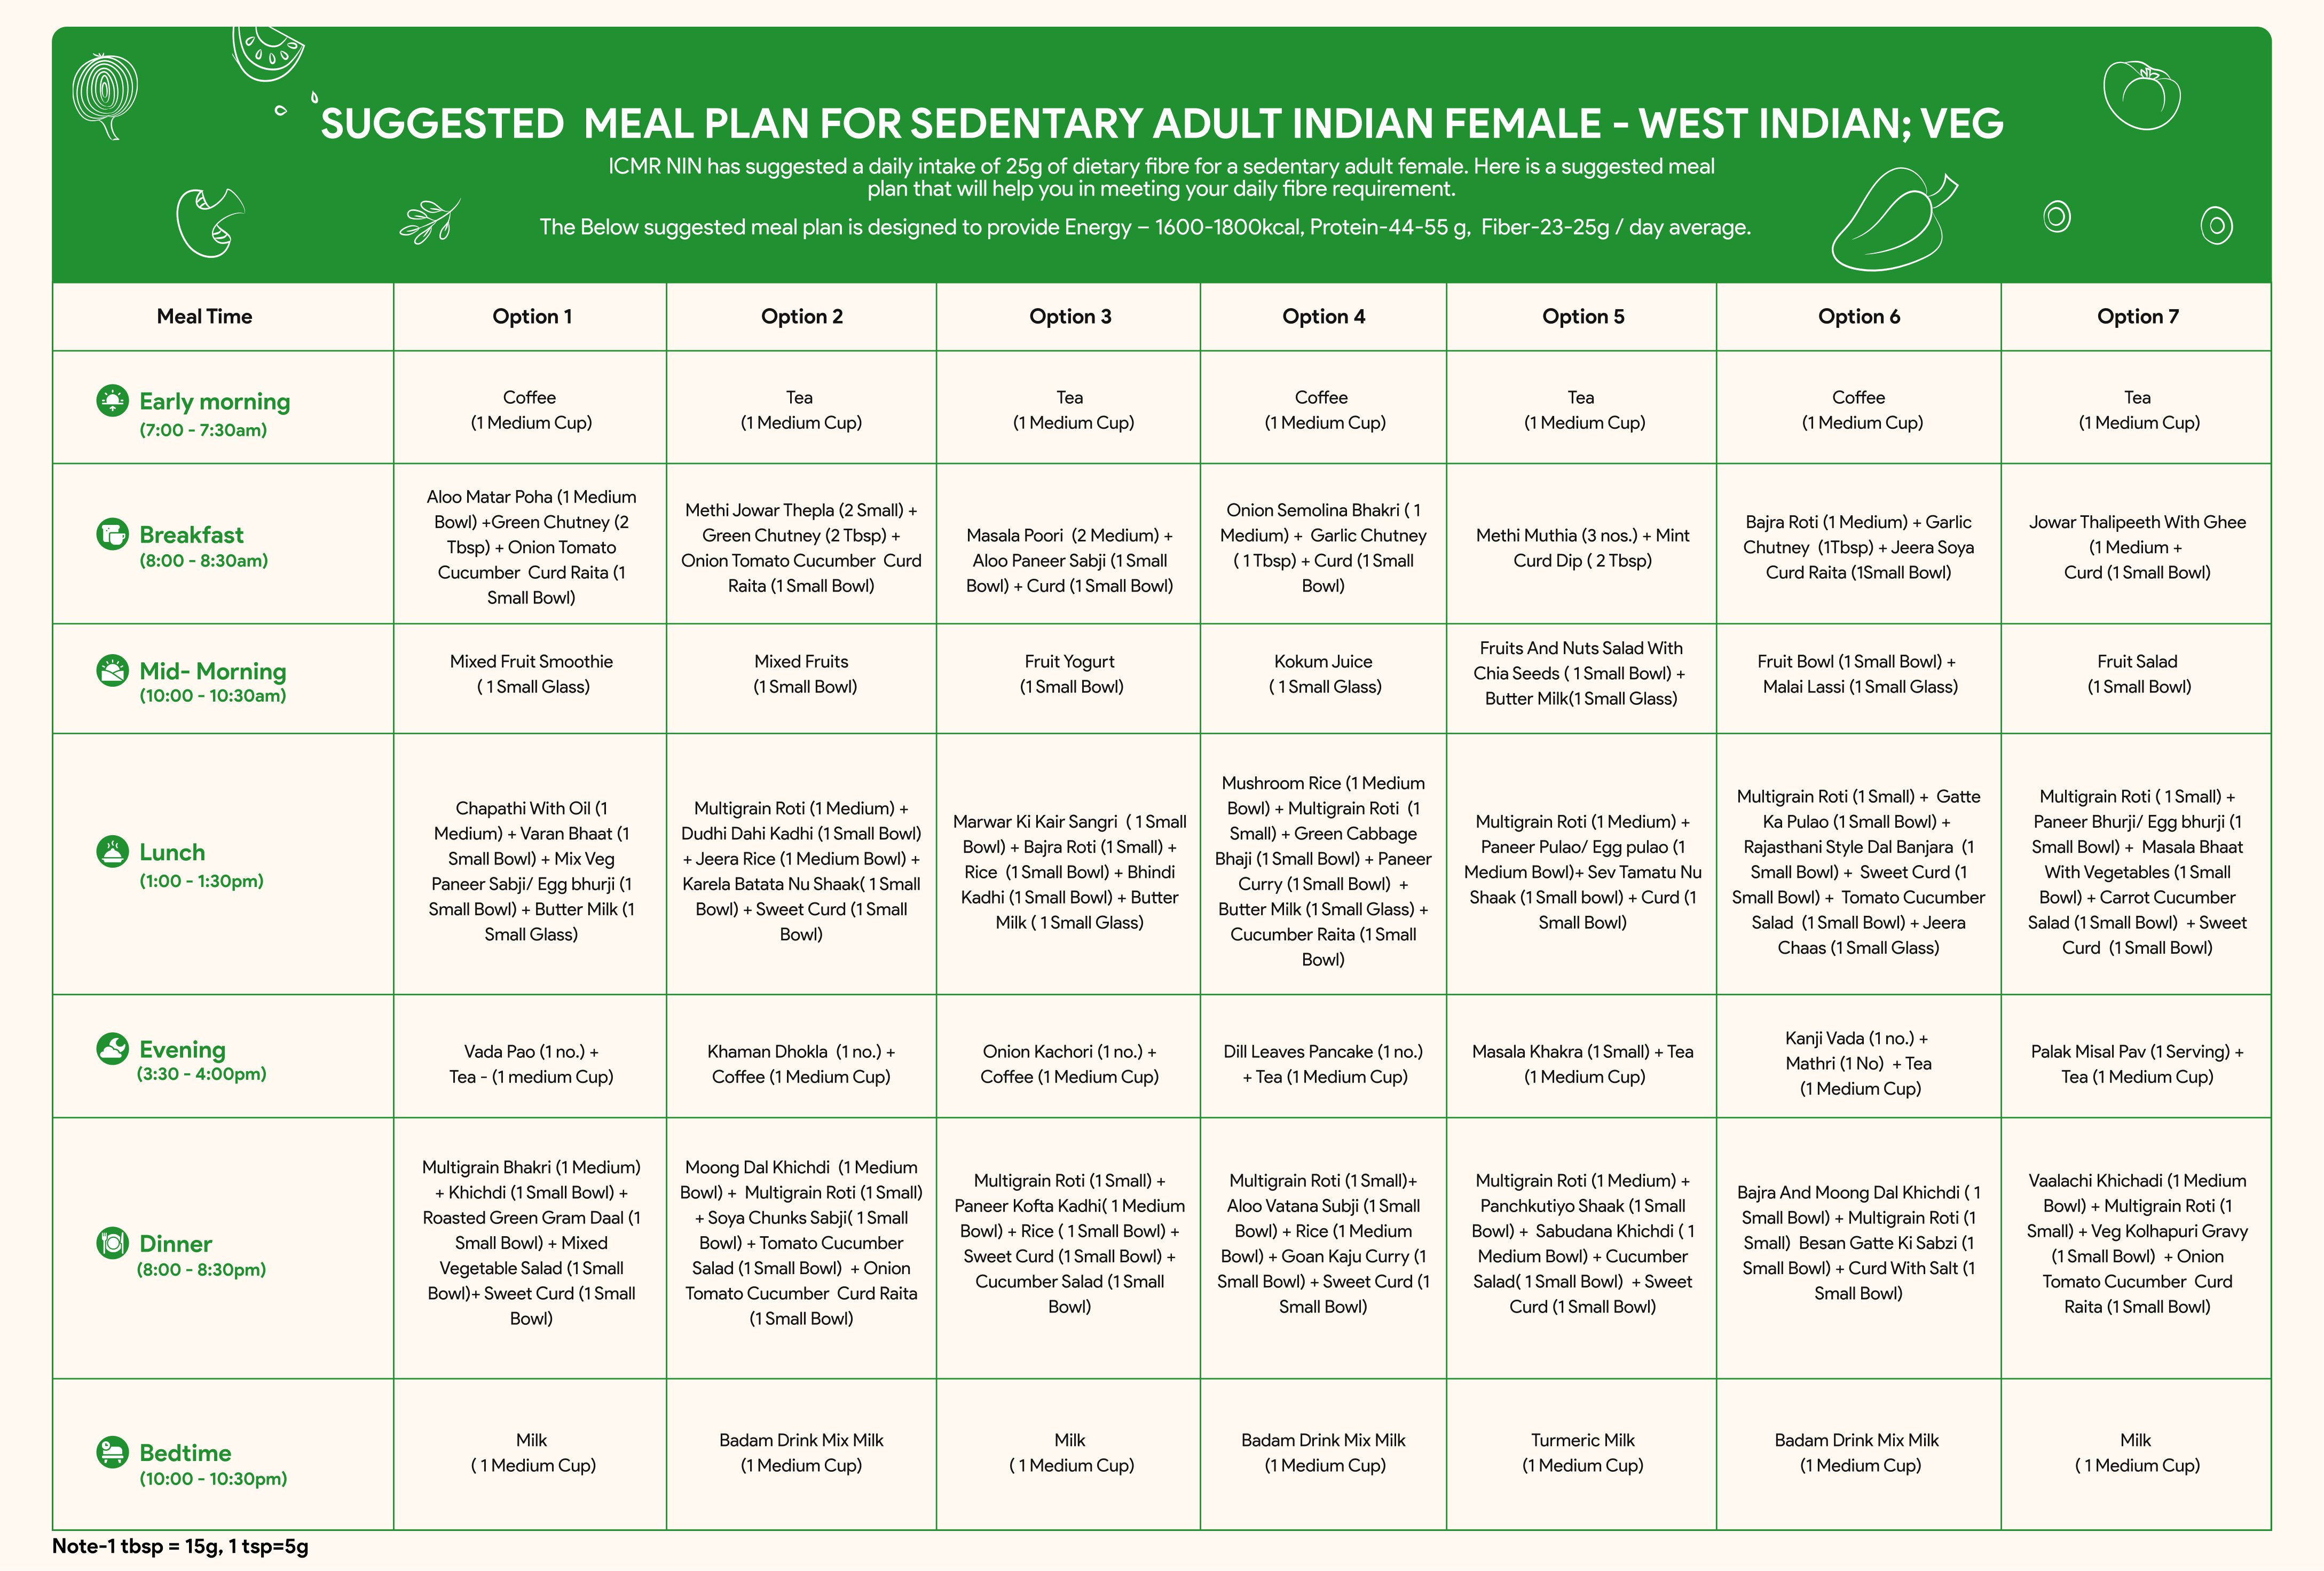 SUGGESTED MEAL PLAN FOR SEDENTARY ADULT INDIAN FEMALE - WEST INDIAN; VEG
ICMR NIN has suggested a daily intake of 25g of dietary fibre for a sedentary adult female. Here is a suggested meal
plan that will help you in meeting your daily fibre requirement.
The Below suggested meal plan is designed to provide Energy – 1600-1800kcal, Protein-44-55 g, Fiber-23-25g / day average.
Meal Time
Option 1
Option 2
Option 3
Option 4
Option 5
Option 6
Option 7
Early morning
(7:00 - 7:30am)
Coffee
(1 Medium Cup)
Tea
(1 Medium Cup)
Tea
(1 Medium Cup)
Coffee
(1 Medium Cup)
Tea
(1 Medium Cup)
Coffee
(1 Medium Cup)
Tea
(1 Medium Cup)
Breakfast
(8:00 - 8:30am)
Aloo Matar Poha (1 Medium
Bowl) +Green Chutney (2
Tbsp) + Onion Tomato
Cucumber Curd Raita (1
Small Bowl)
Methi Jowar Thepla (2 Small) +
Green Chutney (2 Tbsp) +
Onion Tomato Cucumber Curd
Raita (1 Small Bowl)
Masala Poori (2 Medium) +
Aloo Paneer Sabji (1 Small
Bowl) + Curd (1 Small Bowl)
Onion Semolina Bhakri ( 1
Medium) + Garlic Chutney
( 1 Tbsp) + Curd (1 Small
Bowl)
Methi Muthia (3 nos.) + Mint
Curd Dip ( 2 Tbsp)
Bajra Roti (1 Medium) + Garlic
Chutney (1Tbsp) + Jeera Soya
Curd Raita (1Small Bowl)
Jowar Thalipeeth With Ghee
(1 Medium +
Curd (1 Small Bowl)
Mid- Morning
(10:00 - 10:30am)
Mixed Fruit Smoothie
( 1 Small Glass)
Mixed Fruits
(1 Small Bowl)
Fruit Yogurt
(1 Small Bowl)
Kokum Juice
( 1 Small Glass)
Fruits And Nuts Salad With
Chia Seeds ( 1 Small Bowl) +
Butter Milk(1 Small Glass)
Fruit Bowl (1 Small Bowl) +
Malai Lassi (1 Small Glass)
Fruit Salad
(1 Small Bowl)
Lunch
(1:00 - 1:30pm)
Chapathi With Oil (1
Medium) + Varan Bhaat (1
Small Bowl) + Mix Veg
Paneer Sabji/ Egg bhurji (1
Small Bowl) + Butter Milk (1
Small Glass)
Multigrain Roti (1 Medium) +
Dudhi Dahi Kadhi (1 Small Bowl)
+ Jeera Rice (1 Medium Bowl) +
Karela Batata Nu Shaak( 1 Small
Bowl) + Sweet Curd (1 Small
Bowl)
Marwar Ki Kair Sangri ( 1 Small
Bowl) + Bajra Roti (1 Small) +
Rice (1 Small Bowl) + Bhindi
Kadhi (1 Small Bowl) + Butter
Milk ( 1 Small Glass)
Mushroom Rice (1 Medium
Bowl) + Multigrain Roti (1
Small) + Green Cabbage
Bhaji (1 Small Bowl) + Paneer
Curry (1 Small Bowl) +
Butter Milk (1 Small Glass) +
Cucumber Raita (1 Small
Bowl)
Multigrain Roti (1 Medium) +
Paneer Pulao/ Egg pulao (1
Medium Bowl)+ Sev Tamatu Nu
Shaak (1 Small bowl) + Curd (1
Small Bowl)
Multigrain Roti (1 Small) + Gatte
Ka Pulao (1 Small Bowl) +
Rajasthani Style Dal Banjara (1
Small Bowl) + Sweet Curd (1
Small Bowl) + Tomato Cucumber
Salad (1 Small Bowl) + Jeera
Chaas (1 Small Glass)
Multigrain Roti ( 1 Small) +
Paneer Bhurji/ Egg bhurji (1
Small Bowl) + Masala Bhaat
With Vegetables (1 Small
Bowl) + Carrot Cucumber
Salad (1 Small Bowl) + Sweet
Curd (1 Small Bowl)
Evening
(3:30 - 4:00pm)
Vada Pao (1 no.) +
Tea - (1 medium Cup)
Khaman Dhokla (1 no.) +
Coffee (1 Medium Cup)
Onion Kachori (1 no.) +
Coffee (1 Medium Cup)
Dill Leaves Pancake (1 no.)
+ Tea (1 Medium Cup)
Masala Khakra (1 Small) + Tea
(1 Medium Cup)
Kanji Vada (1 no.) +
Mathri (1 No) + Tea
(1 Medium Cup)
Palak Misal Pav (1 Serving) +
Tea (1 Medium Cup)
Dinner
(8:00 - 8:30pm)
Multigrain Bhakri (1 Medium)
+ Khichdi (1 Small Bowl) +
Roasted Green Gram Daal (1
Small Bowl) + Mixed
Vegetable Salad (1 Small
Bowl)+ Sweet Curd (1 Small
Bowl)
Moong Dal Khichdi (1 Medium
Bowl) + Multigrain Roti (1 Small)
+ Soya Chunks Sabji( 1 Small
Bowl) + Tomato Cucumber
Salad (1 Small Bowl) + Onion
Tomato Cucumber Curd Raita
(1 Small Bowl)
Multigrain Roti (1 Small) +
Paneer Kofta Kadhi( 1 Medium
Bowl) + Rice ( 1 Small Bowl) +
Sweet Curd (1 Small Bowl) +
Cucumber Salad (1 Small
Bowl)
Multigrain Roti (1 Small)+
Aloo Vatana Subji (1 Small
Bowl) + Rice (1 Medium
Bowl) + Goan Kaju Curry (1
Small Bowl) + Sweet Curd (1
Small Bowl)
Multigrain Roti (1 Medium) +
Panchkutiyo Shaak (1 Small
Bowl) + Sabudana Khichdi ( 1
Medium Bowl) + Cucumber
Salad( 1 Small Bowl) + Sweet
Curd (1 Small Bowl)
Bajra And Moong Dal Khichdi ( 1
Small Bowl) + Multigrain Roti (1
Small) Besan Gatte Ki Sabzi (1
Small Bowl) + Curd With Salt (1
Small Bowl)
Vaalachi Khichadi (1 Medium
Bowl) + Multigrain Roti (1
Small) + Veg Kolhapuri Gravy
(1 Small Bowl) + Onion
Tomato Cucumber Curd
Raita (1 Small Bowl)
Bedtime
(10:00 - 10:30pm)
Milk
( 1 Medium Cup)
Badam Drink Mix Milk
(1 Medium Cup)
Milk
( 1 Medium Cup)
Badam Drink Mix Milk
(1 Medium Cup)
Turmeric Milk
(1 Medium Cup)
Badam Drink Mix Milk
(1 Medium Cup)
Milk
( 1 Medium Cup)
Note-1 tbsp = 15g, 1 tsp=5g